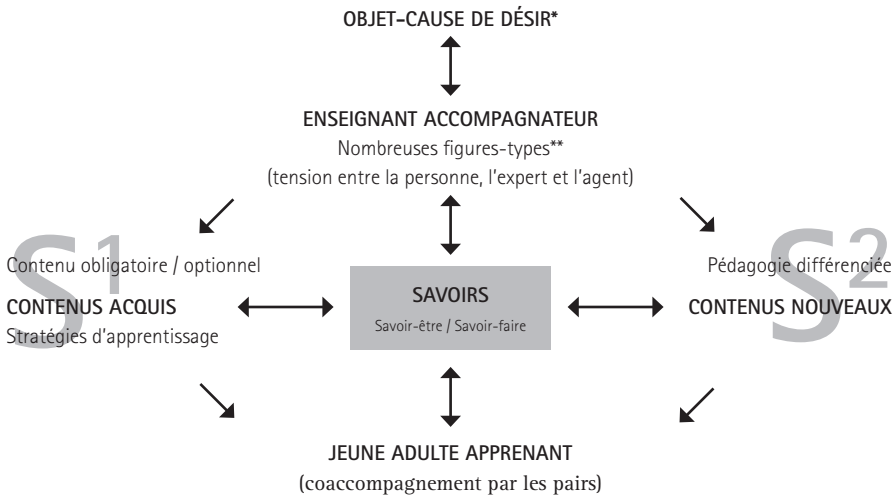 OBJET-CAUSE DE DÉSIR*
ENSEIGNANT ACCOMPAGNATEUR
Nombreuses figures-types**
(tension entre la personne, l'expert et l'agent)
S1
Contenu obligatoire / optionnel
CONTENUS ACQUIS
Stratégies d'apprentissage
SAVOIRS
Savoir-être / Savoir-faire
S2
Pédagogie différenciée
CONTENUS NOUVEAUX
JEUNE ADULTE APPRENANT
(coaccompagnement par les pairs)